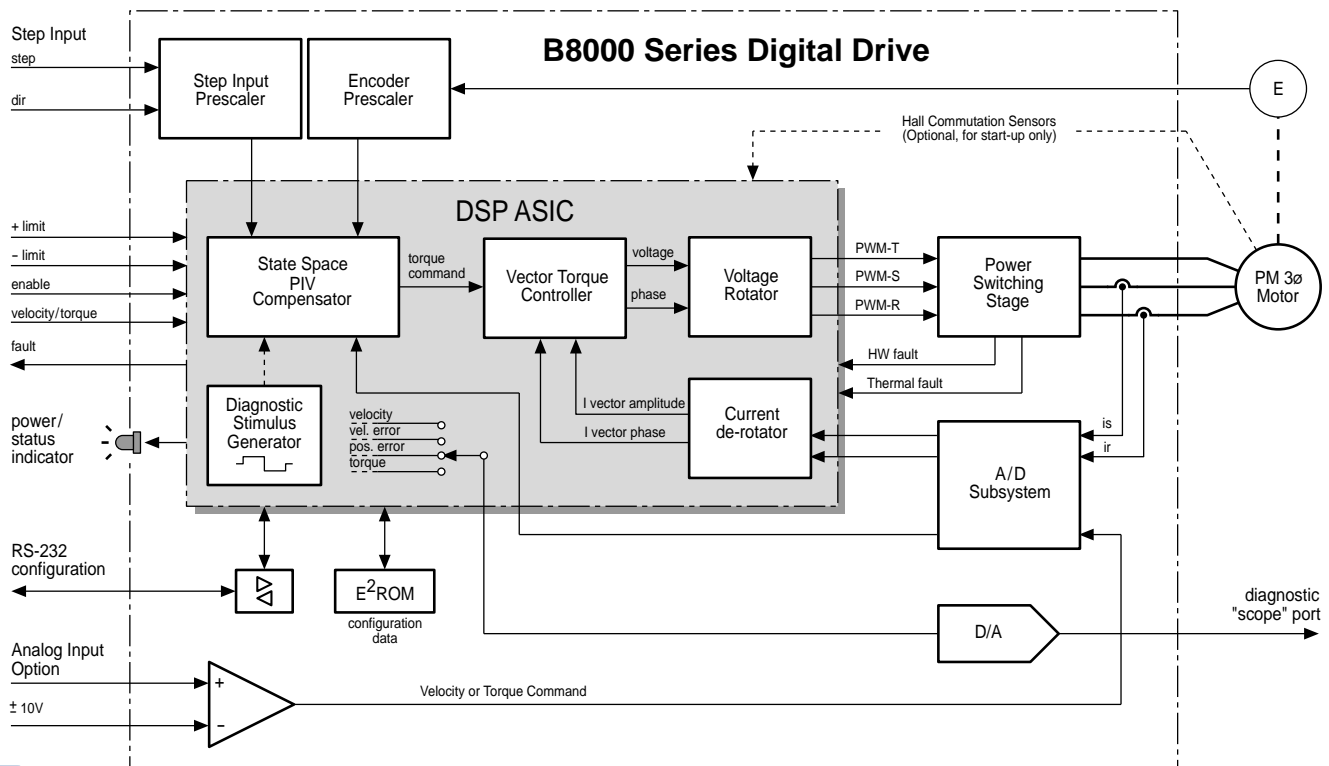 B8000 Series Digital Drive
Step Input
step
dir
Step Input
Prescaler
Encoder
Prescaler
E
Hall Commutation Sensors
(Optional, for start-up only)
DSP ASIC
+ limit
– limit
enable
velocity/torque
fault
State Space
PIV
Compensator
torque
command
Vector Torque
Controller
voltage
phase
Voltage
Rotator
PWM-T
PWM-S
PWM-R
Power
Switching
Stage
PM 3ø
Motor
HW fault
Thermal fault
power/
status
indicator
Diagnostic
Stimulus
Generator
velocity
vel. error
pos. error
torque
I vector amplitude
I vector phase
Current
de-rotator
is
ir
A/D
Subsystem
RS-232
configuration
E2ROM
configuration
data
D/A
diagnostic
"scope" port
Analog Input
Option
± 10V
+
–
Velocity or Torque Command